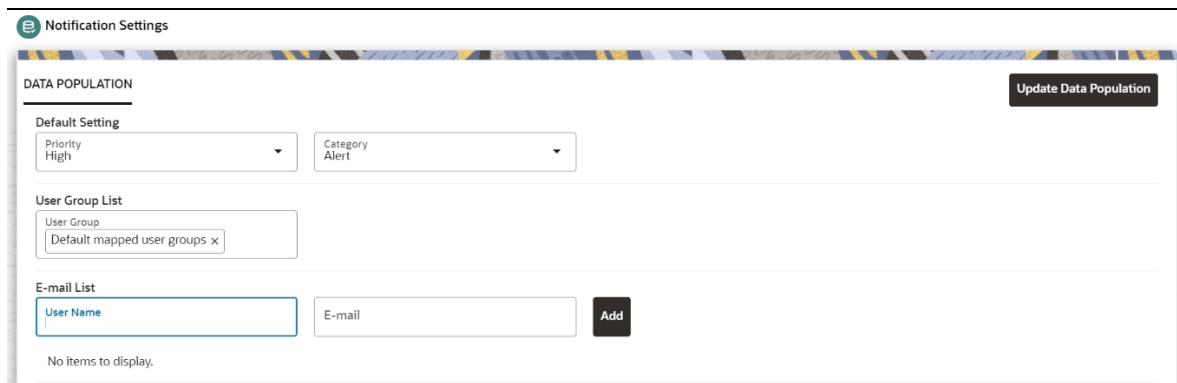 Notification Settings
DATA POPULATION
Update Data Population
Default Setting
Priority
High
Category
Alert
User Group List
User Group
Default mapped user groups ×
E-mail List
User Name
E-mail
Add
No items to display.